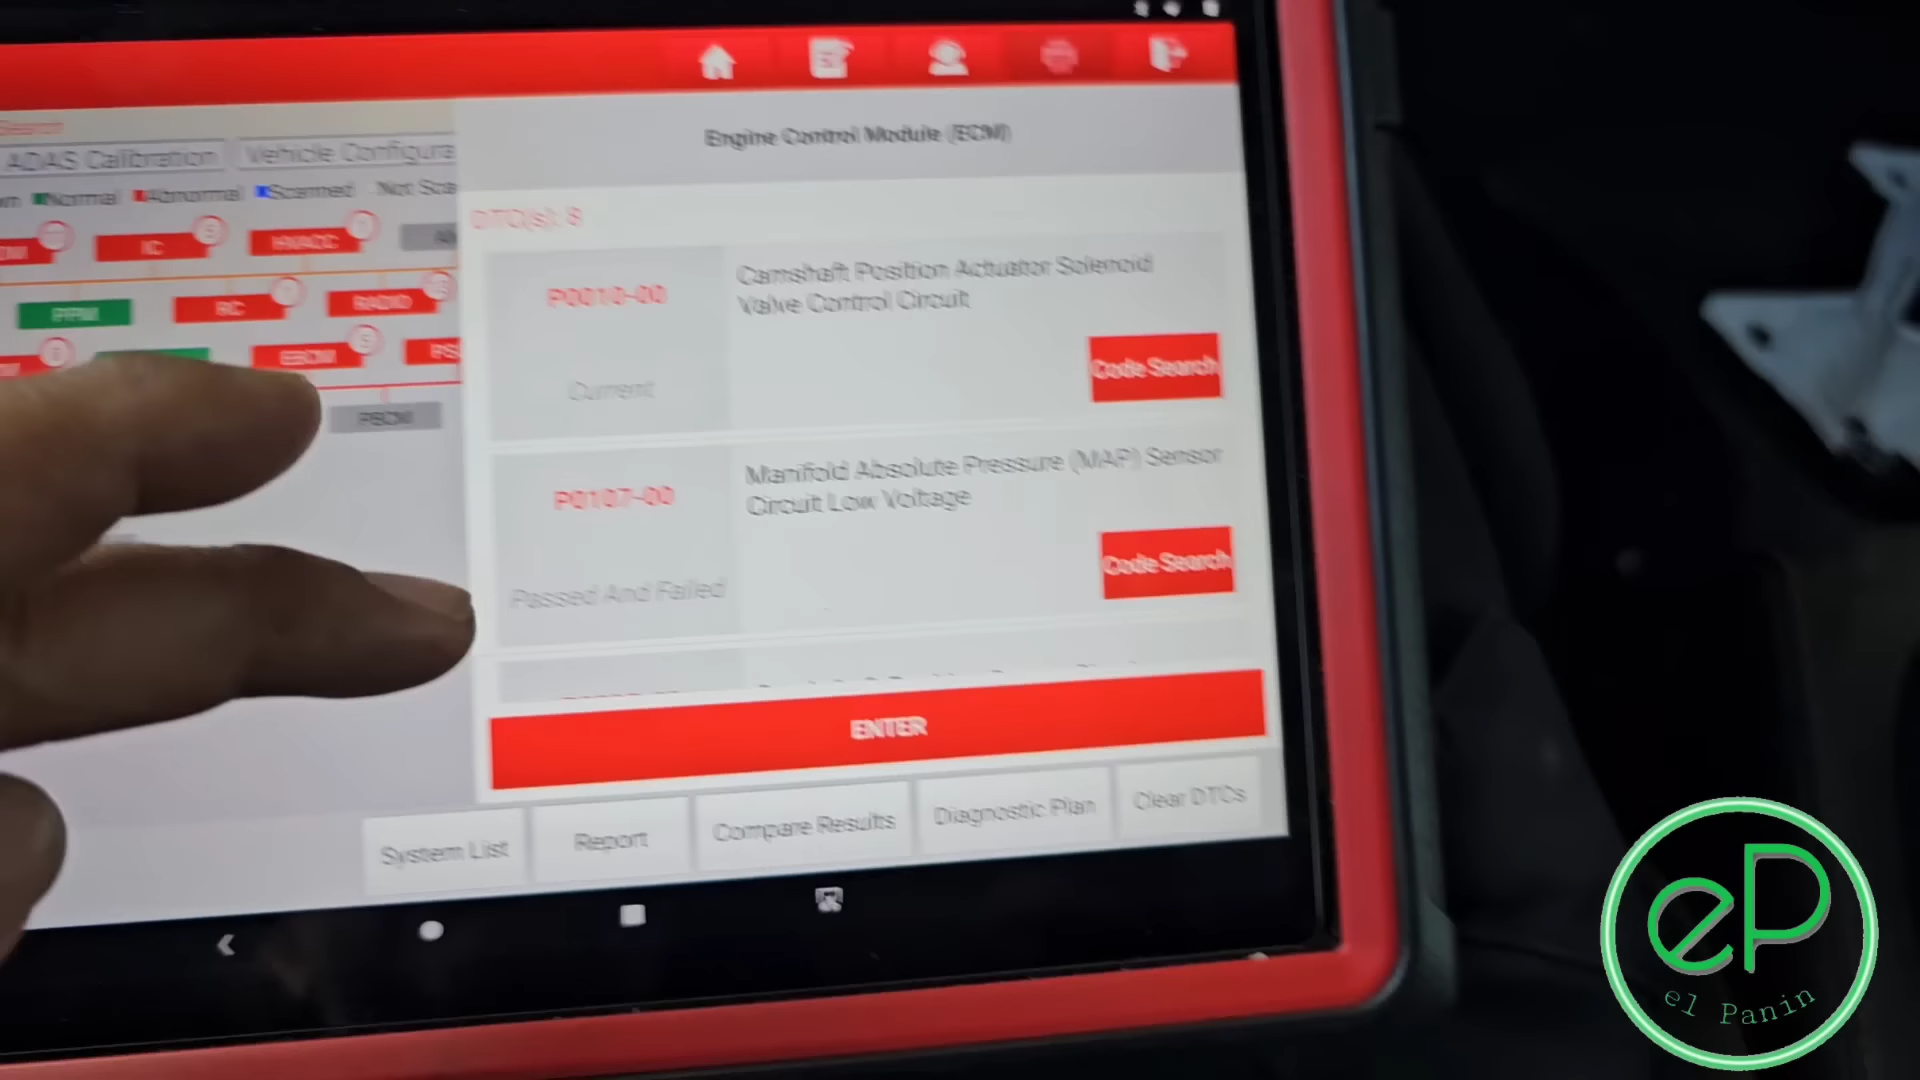 Search
Engine Control Module (ECM)
ADAS Calibration
Vehicle Configura
Normal
Abnormal
Scanned
Not Sca
DTC(s): 8
IC
HVACC
P0010-00
Camshaft Position Actuator Solenoid
Valve Control Circuit
PPM
RADIO
EBCM
Code Search
Current
PBCM
P0107-00
Manifold Absolute Pressure (MAP) Sensor
Circuit Low Voltage
Code Search
Passed And Failed
ENTER
System List
Report
Compare Results
Diagnostic Plan
Clear DTCs
eP
el Panin